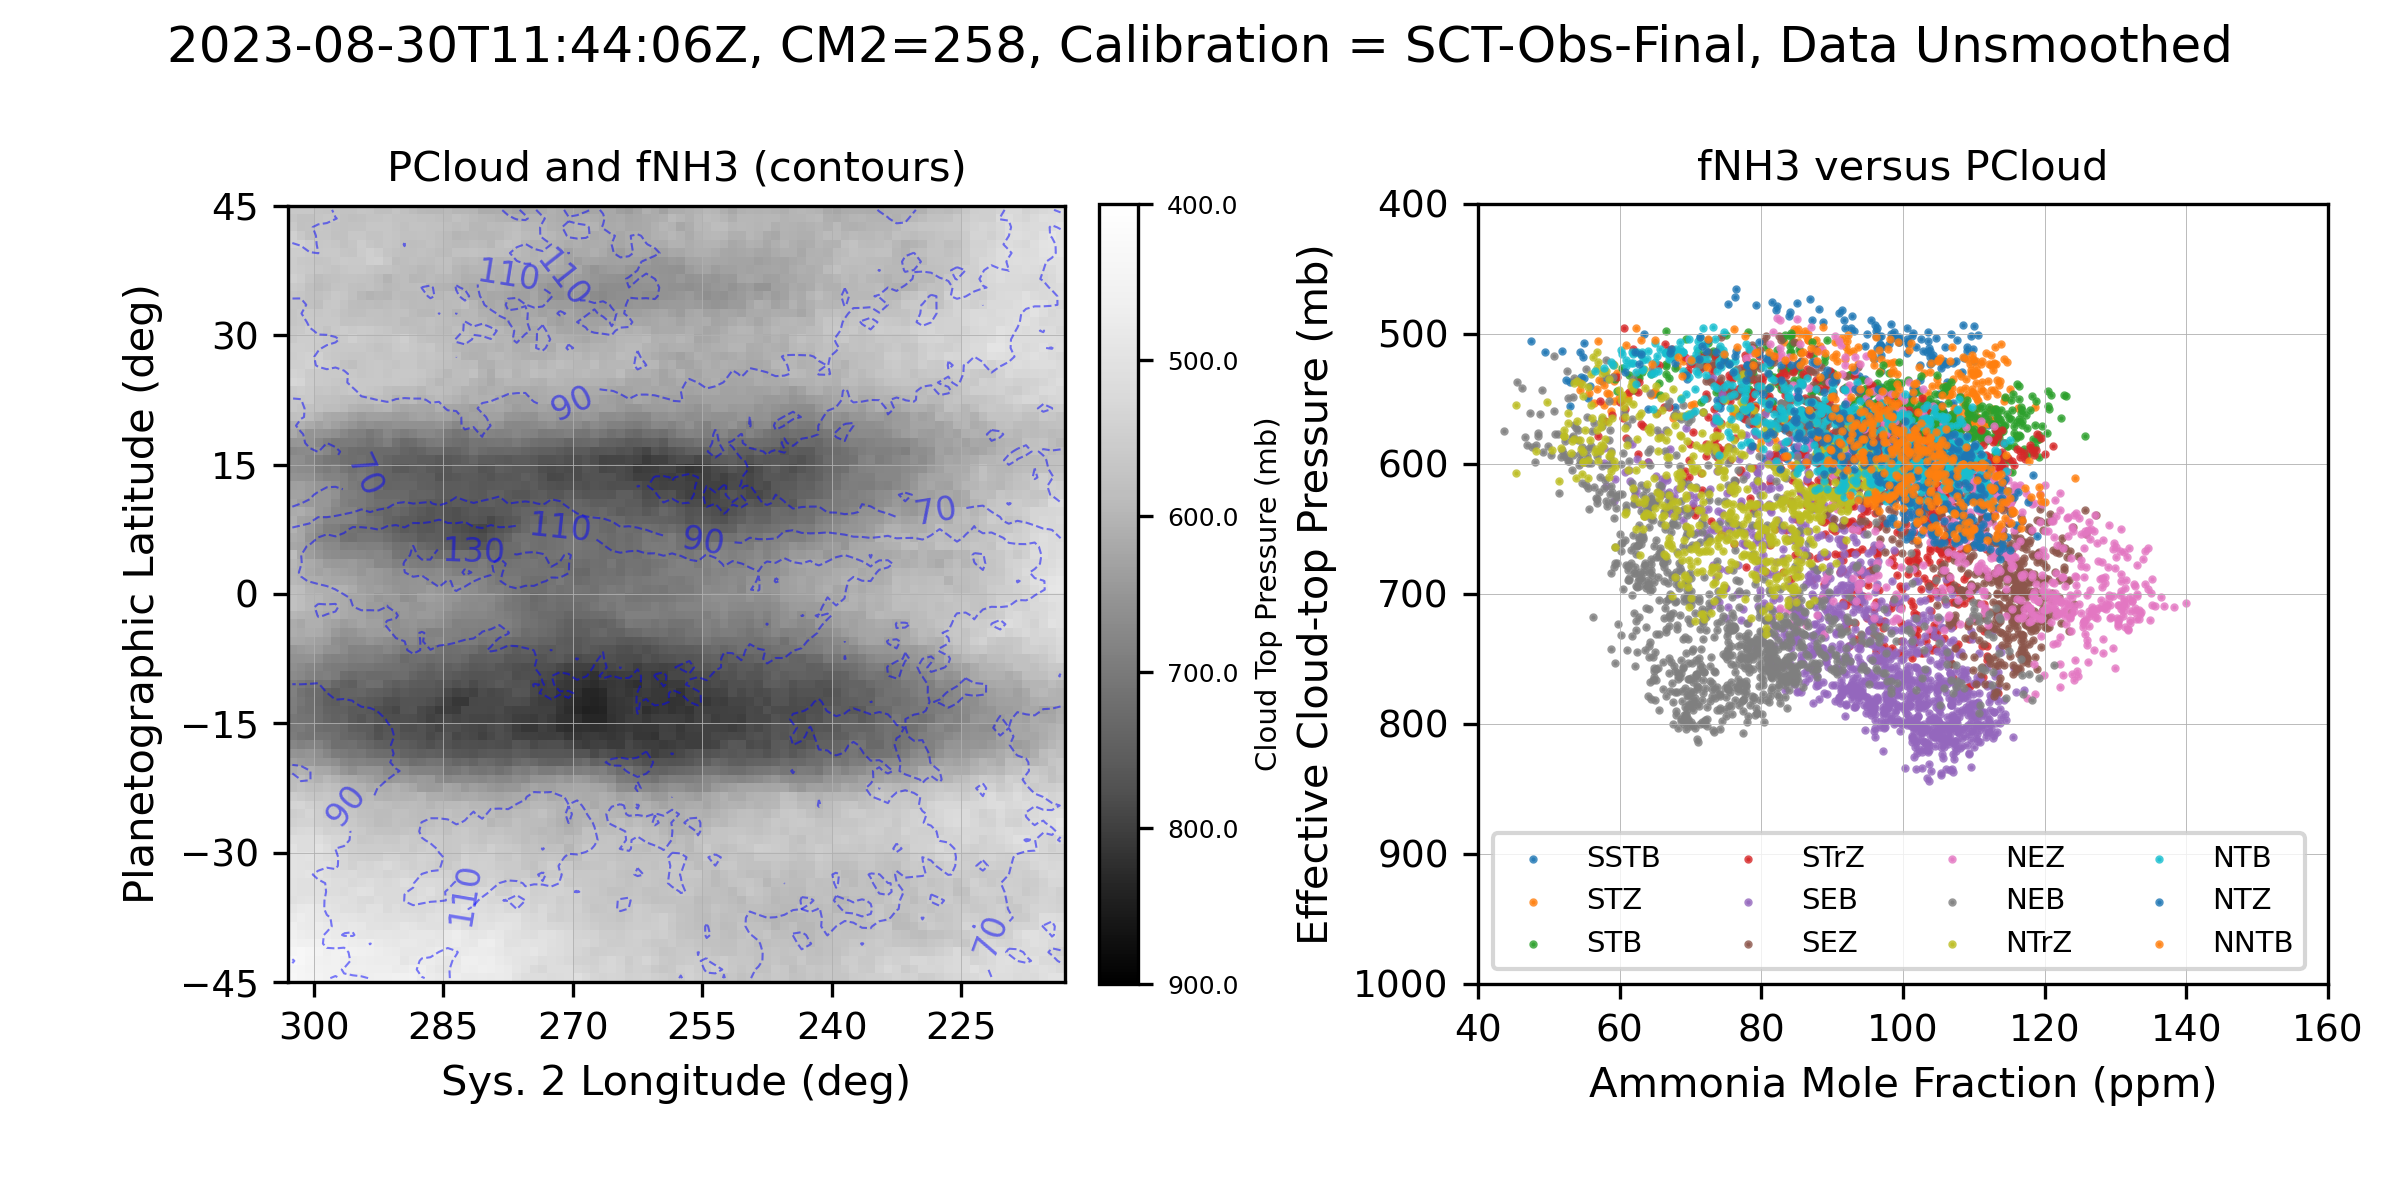 2023-08-30T11:44:06Z, CM2=258, Calibration = SCT-Obs-Final, Data Unsmoothed
PCloud and fNH3 (contours)
Planetographic Latitude (deg)
45
30
15
0
−15
−30
−45
300
285
270
255
240
225
Sys. 2 Longitude (deg)
110
110
90
70
70
110
90
130
90
110
70
400.0
500.0
600.0
700.0
800.0
900.0
Cloud Top Pressure (mb)
fNH3 versus PCloud
Effective Cloud-top Pressure (mb)
400
500
600
700
800
900
1000
SSTB
STZ
STB
STrZ
SEB
SEZ
NEZ
NEB
NTrZ
NTB
NTZ
NNTB
40
60
80
100
120
140
160
Ammonia Mole Fraction (ppm)